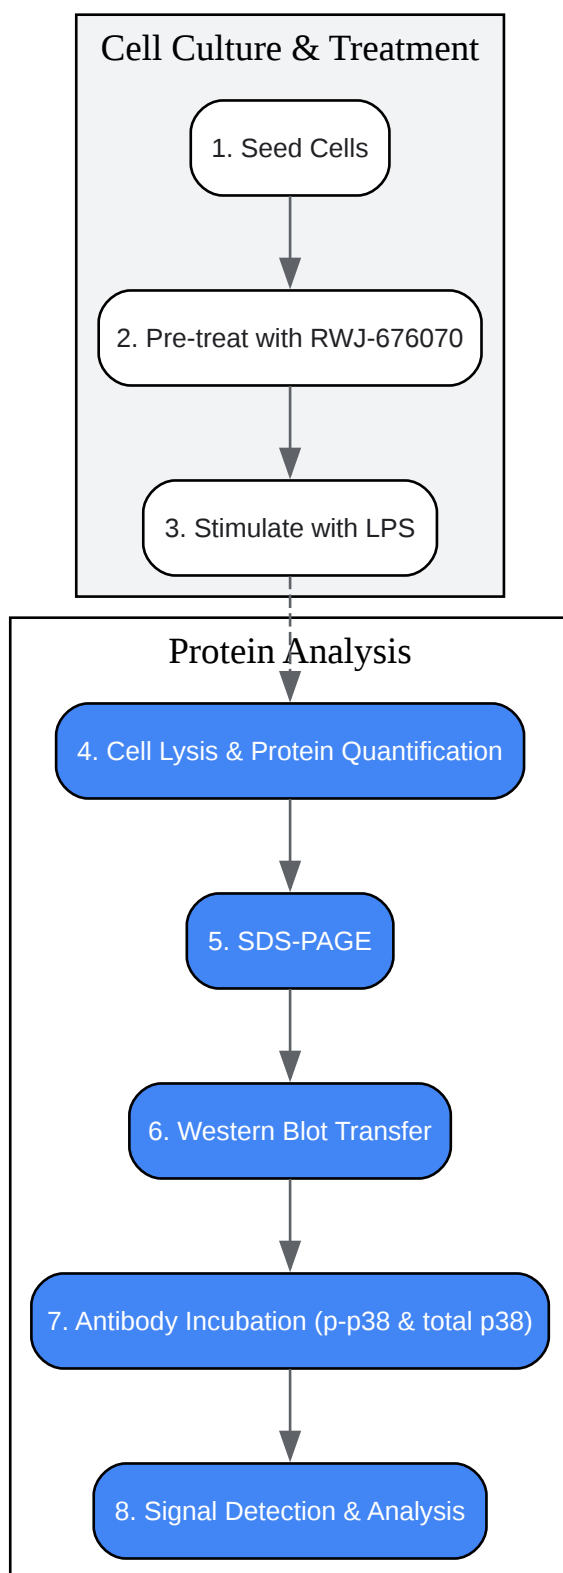 Cell Culture & Treatment
1. Seed Cells
2. Pre-treat with RWJ-676070
3. Stimulate with LPS
Protein Analysis
4. Cell Lysis & Protein Quantification
5. SDS-PAGE
6. Western Blot Transfer
7. Antibody Incubation (p-p38 & total p38)
8. Signal Detection & Analysis